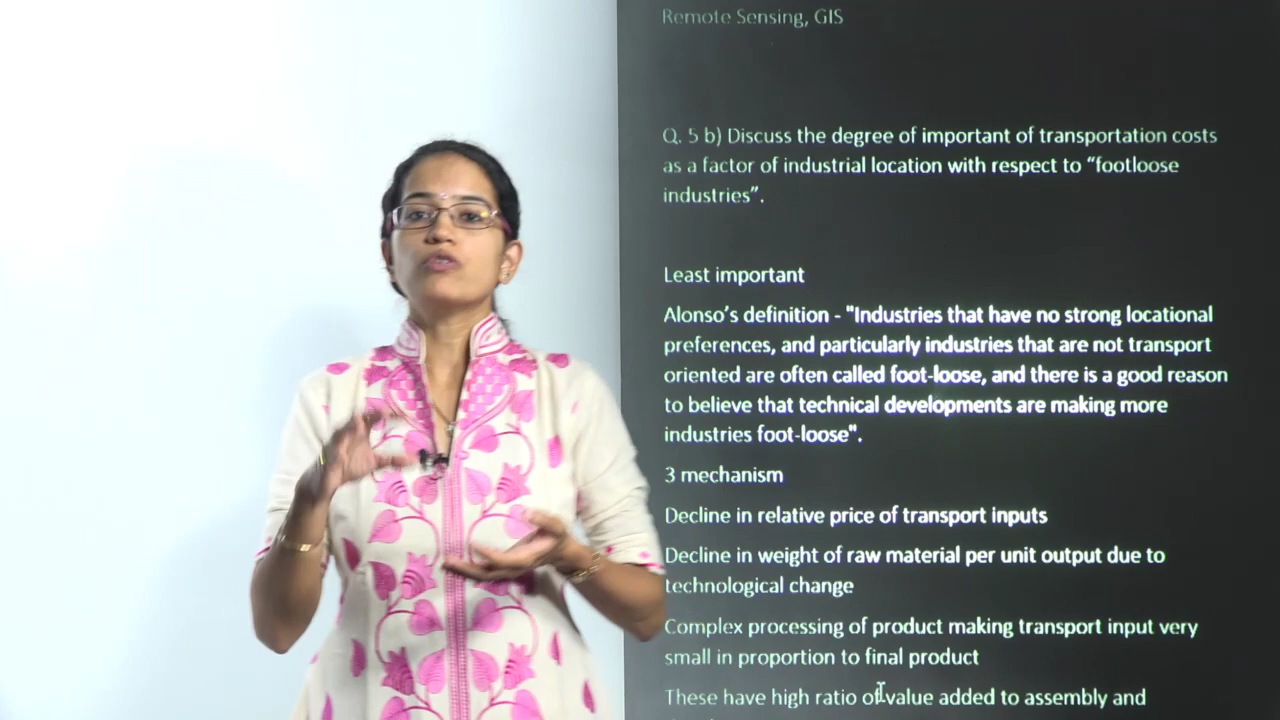 Remote Sensing, GIS
Q. 5 b) Discuss the degree of important of transportation costs
as a factor of industrial location with respect to “footloose
industries”.
Least important
Alonso’s definition - "Industries that have no strong locational
preferences, and particularly industries that are not transport
oriented are often called foot-loose, and there is a good reason
to believe that technical developments are making more
industries foot-loose".
3 mechanism
Decline in relative price of transport inputs
Decline in weight of raw material per unit output due to
technological change
Complex processing of product making transport input very
small in proportion to final product
These have high ratio of value added to assembly and